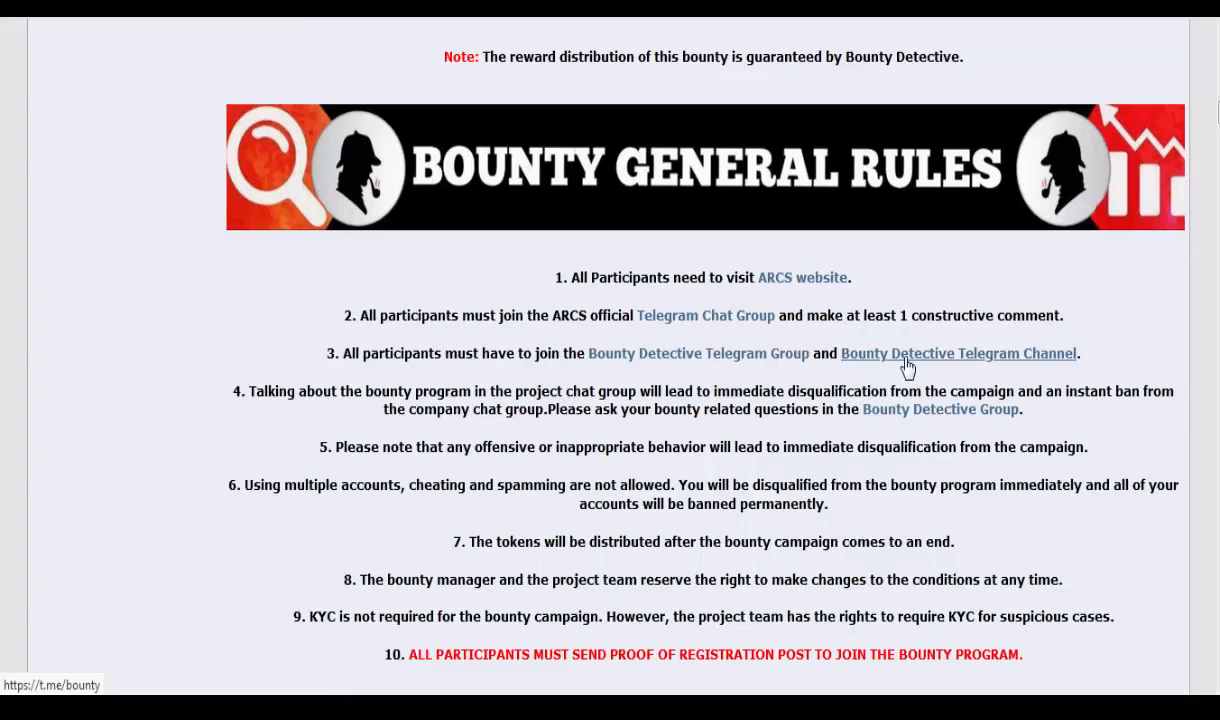 Note: The reward distribution of this bounty is guaranteed by Bounty Detective.
BOUNTY GENERAL RULES
1. All Participants need to visit ARCS website.
2. All participants must join the ARCS official Telegram Chat Group and make at least 1 constructive comment.
3. All participants must have to join the Bounty Detective Telegram Group and Bounty Detective Telegram Channel.
4. Talking about the bounty program in the project chat group will lead to immediate disqualification from the campaign and an instant ban from
the company chat group.Please ask your bounty related questions in the Bounty Detective Group.
5. Please note that any offensive or inappropriate behavior will lead to immediate disqualification from the campaign.
6. Using multiple accounts, cheating and spamming are not allowed. You will be disqualified from the bounty program immediately and all of your
accounts will be banned permanently.
7. The tokens will be distributed after the bounty campaign comes to an end.
8. The bounty manager and the project team reserve the right to make changes to the conditions at any time.
9. KYC is not required for the bounty campaign. However, the project team has the rights to require KYC for suspicious cases.
10. ALL PARTICIPANTS MUST SEND PROOF OF REGISTRATION POST TO JOIN THE BOUNTY PROGRAM.
https://t.me/bounty